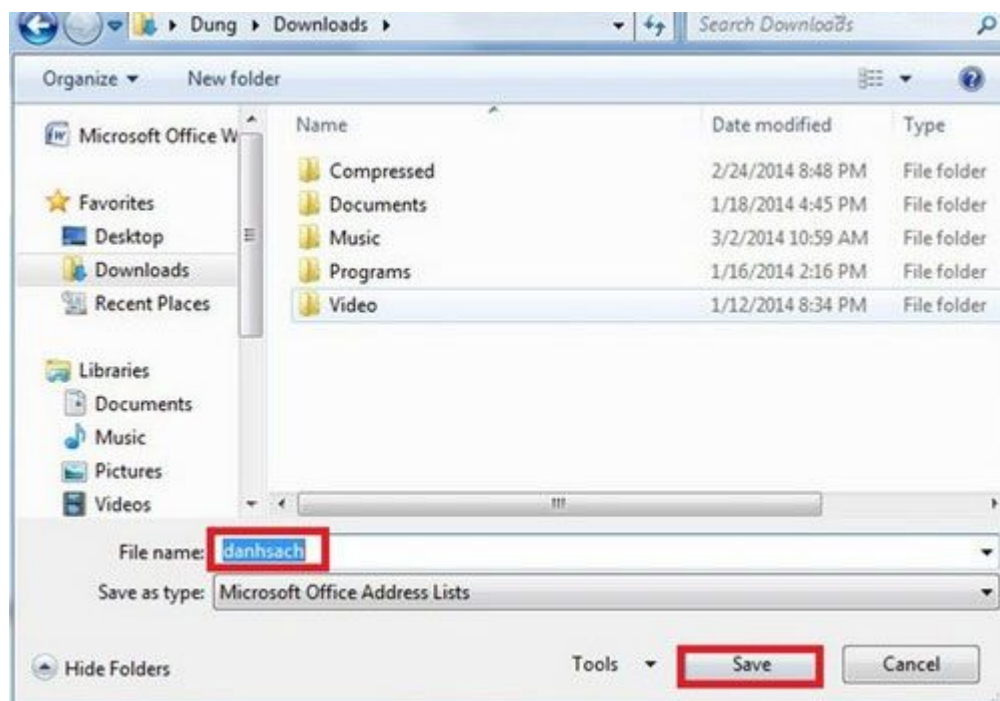 Dung Downloads Search Downloads
Organize New folder
Microsoft Office W Name Date modified Type
Compressed 2/24/2014 8:48 PM File folder
Favorites Documents 1/18/2014 4:45 PM File folder
Desktop Music 3/2/2014 10:59 AM File folder
Downloads Programs 1/16/2014 2:16 PM File folder
Recent Places Video 1/12/2014 8:34 PM File folder
Libraries
Documents
Music
Pictures
Videos
File name: danhsach
Save as type: Microsoft Office Address Lists
Hide Folders Tools Save Cancel